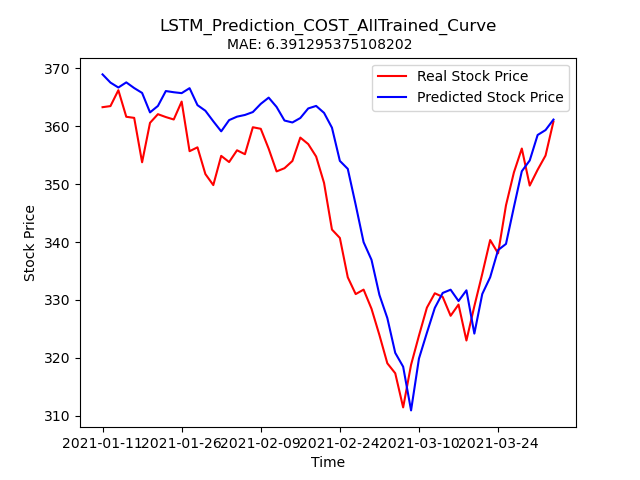 LSTM_Prediction_COST_AllTrained_Curve
MAE: 6.391295375108202
Real Stock Price
Predicted Stock Price
370
360
350
340
330
320
310
Stock Price
2021-01-11
2021-01-26
2021-02-09
2021-02-24
2021-03-10
2021-03-24
Time